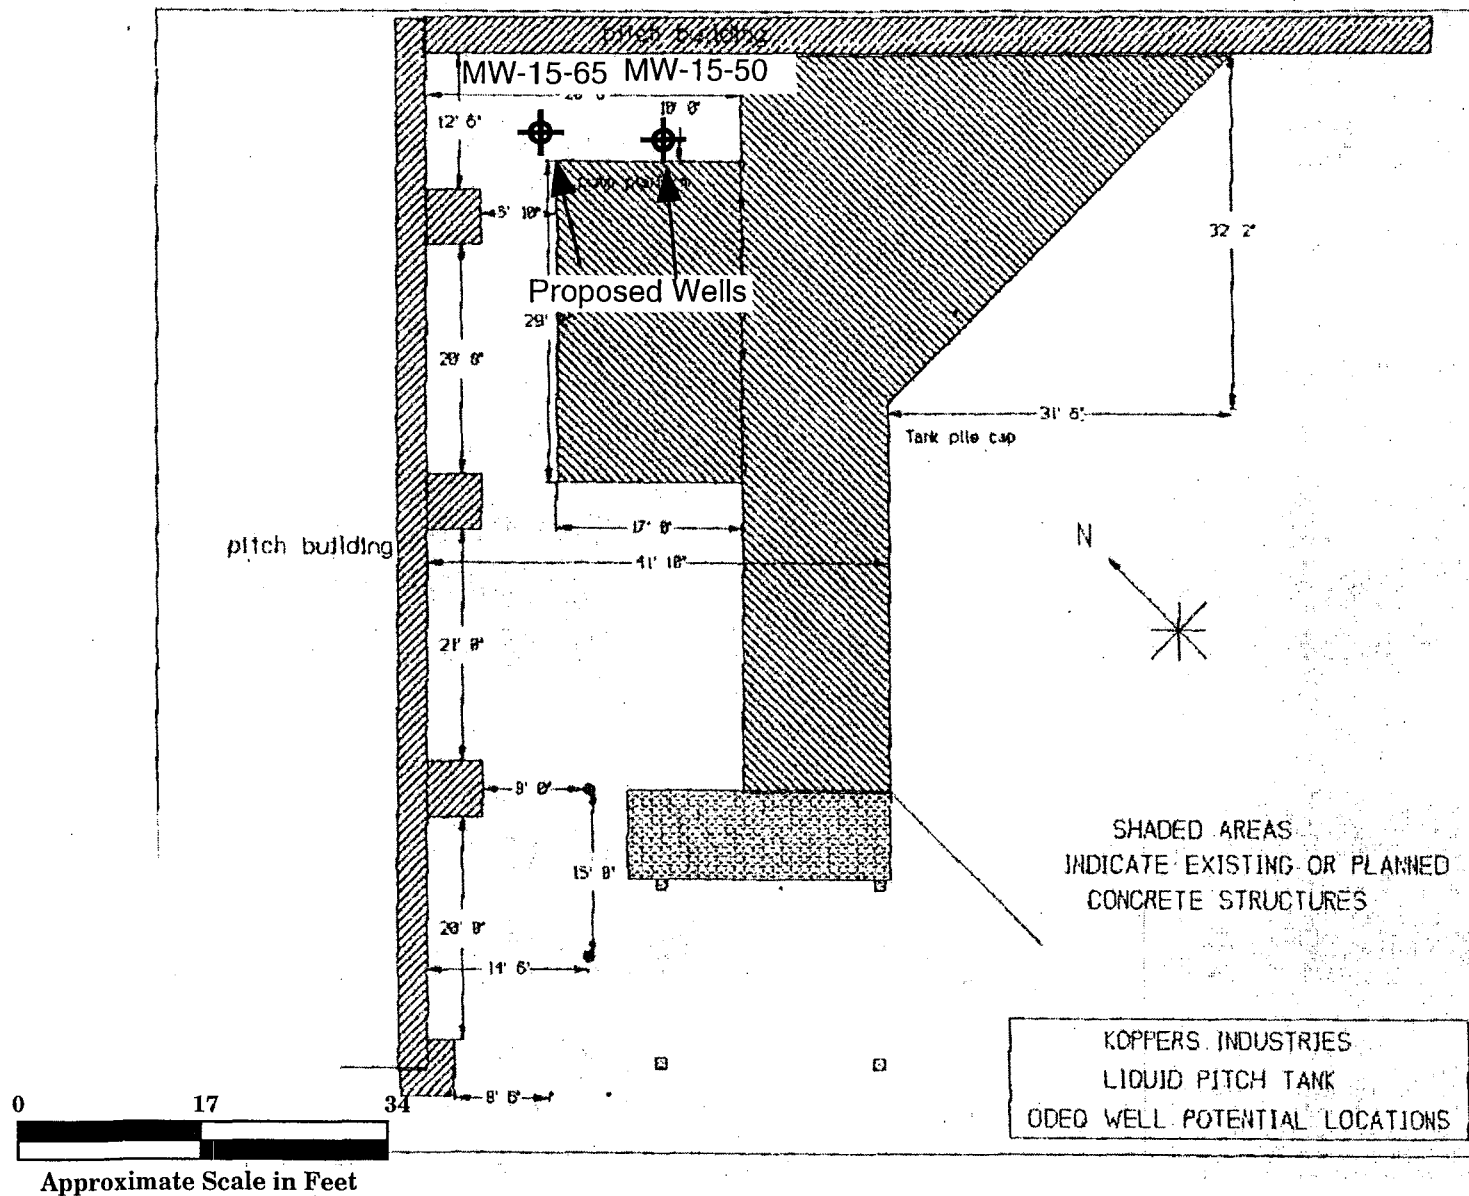 pitch building
MW-15-65 MW-15-50
10' 0"
12' 6"
5' 10"
32' 2"
Proposed Wells
29'
20' 0"
31' 6"
Tank pile cap
17' 0"
N
pitch building
41' 10"
21' 0"
9' 0"
SHADED AREAS
INDICATE EXISTING OR PLANNED
CONCRETE STRUCTURES
15' 0"
20' 0"
14' 6"
KOPPERS INDUSTRIES
LIQUID PITCH TANK
ODEQ WELL POTENTIAL LOCATIONS
8' 6"
0 17 34
Approximate Scale in Feet